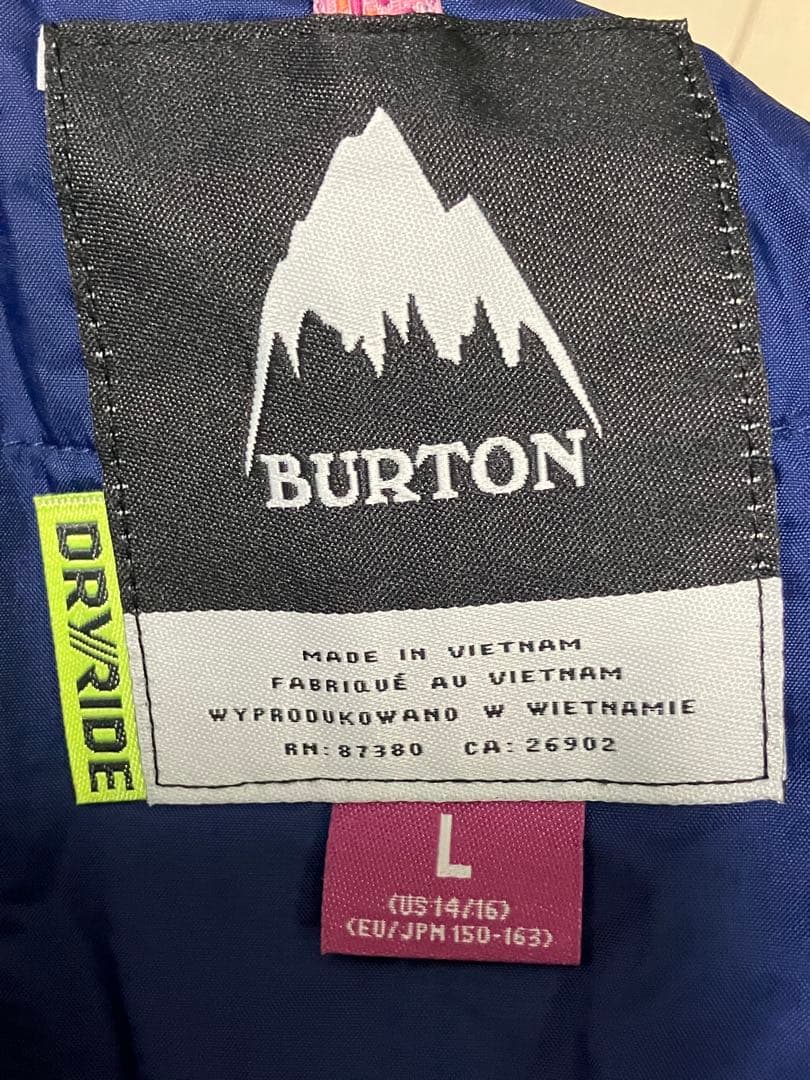 BURTON
DRY//RIDE
MADE IN VIETNAM
FABRIQUÉ AU VIETNAM
WYPRODUKOWANO W WIETNAMIE
RN: 87380 CA: 26902
L
(US 14/16)
(EU/JPN 150-163)